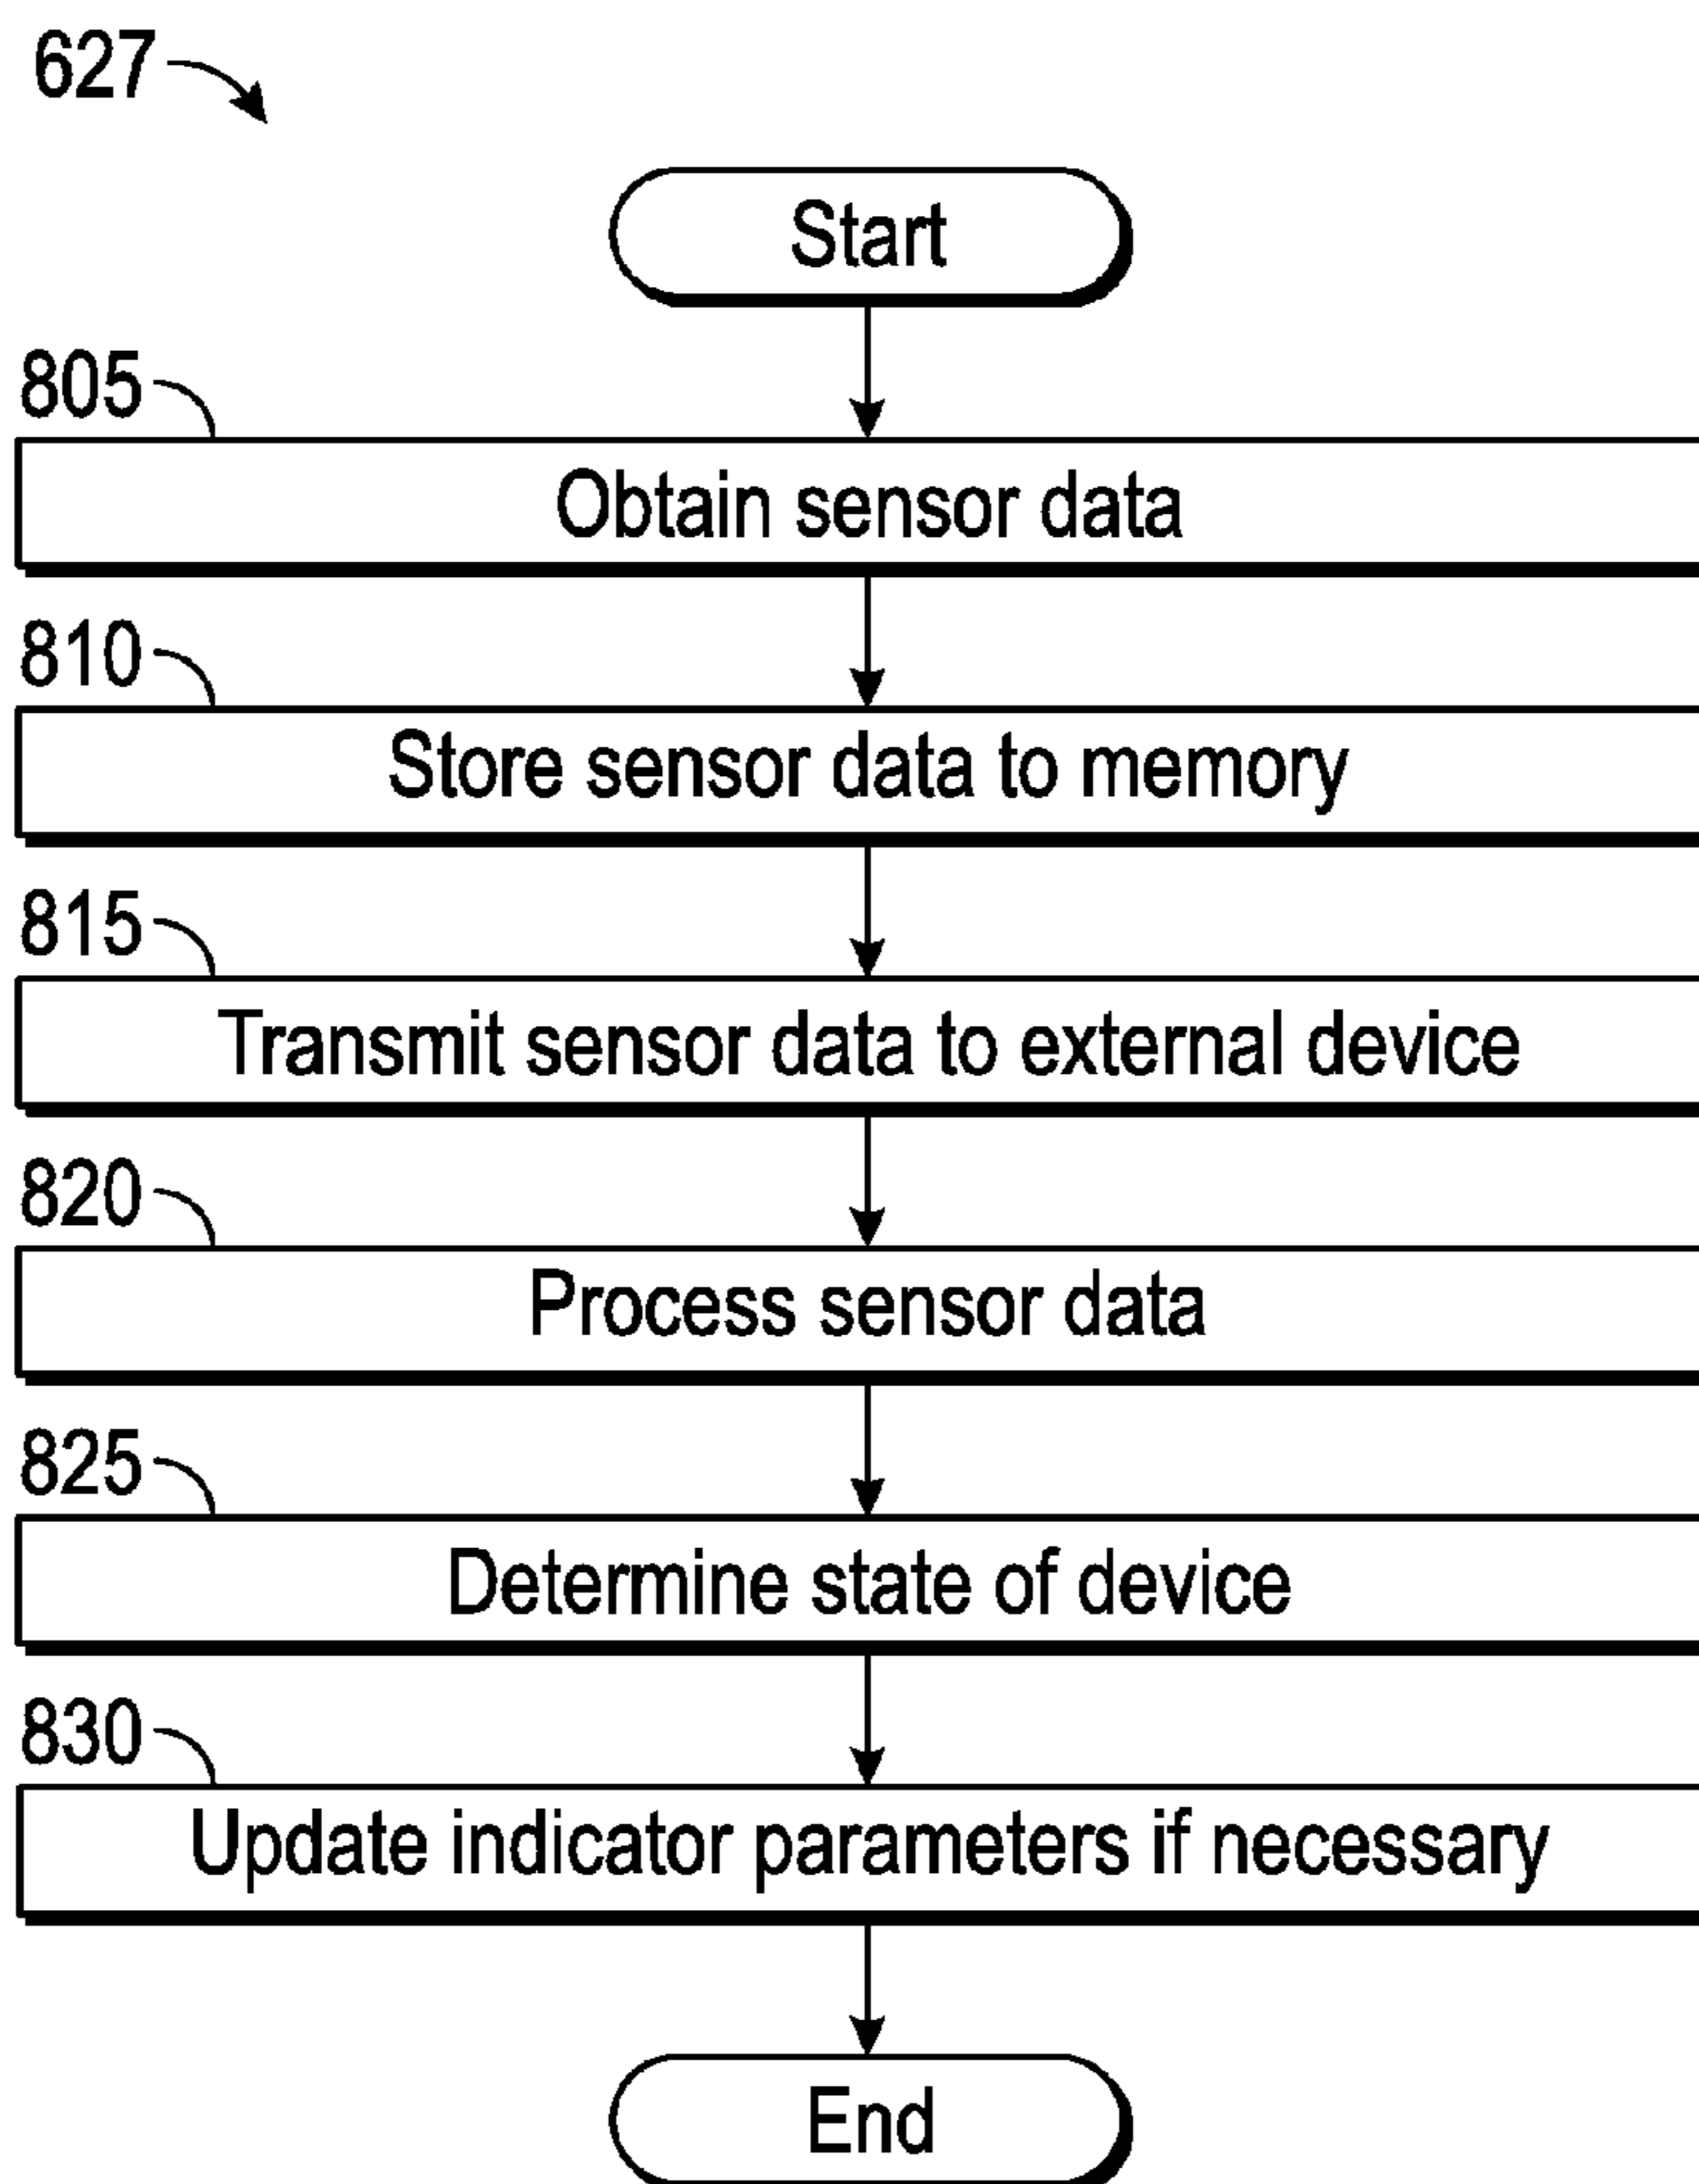 627
Start
805
Obtain sensor data
810
Store sensor data to memory
815
Transmit sensor data to external device
820
Process sensor data
825
Determine state of device
830
Update indicator parameters if necessary
End